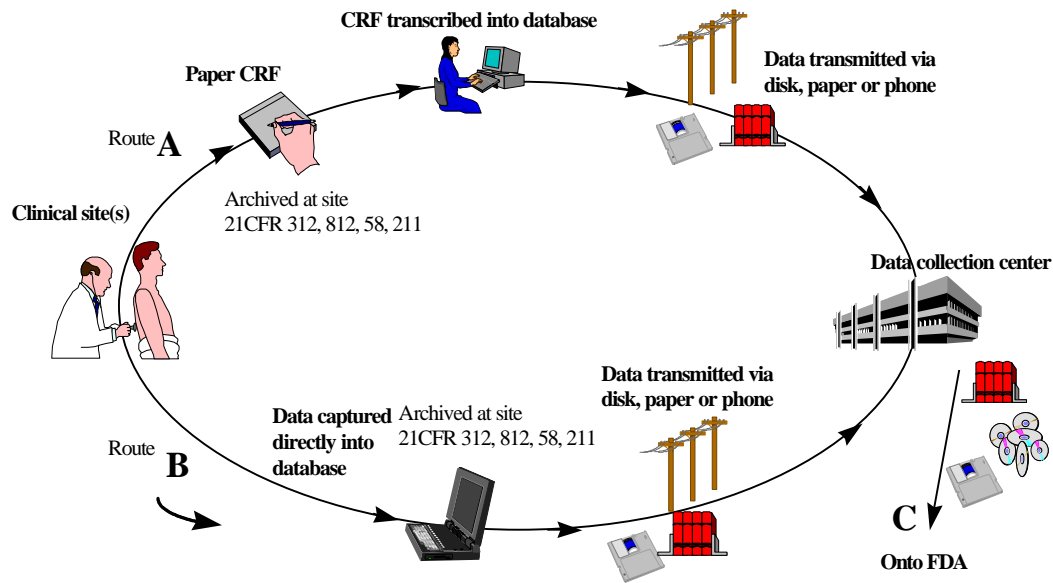 CRF transcribed into database
Paper CRF
Data transmitted via
disk, paper or phone
Route A
Archived at site
21CFR 312, 812, 58, 211
Clinical site(s)
Data collection center
Data transmitted via
disk, paper or phone
Data captured
directly into
database
Archived at site
21CFR 312, 812, 58, 211
Route B
C
Onto FDA